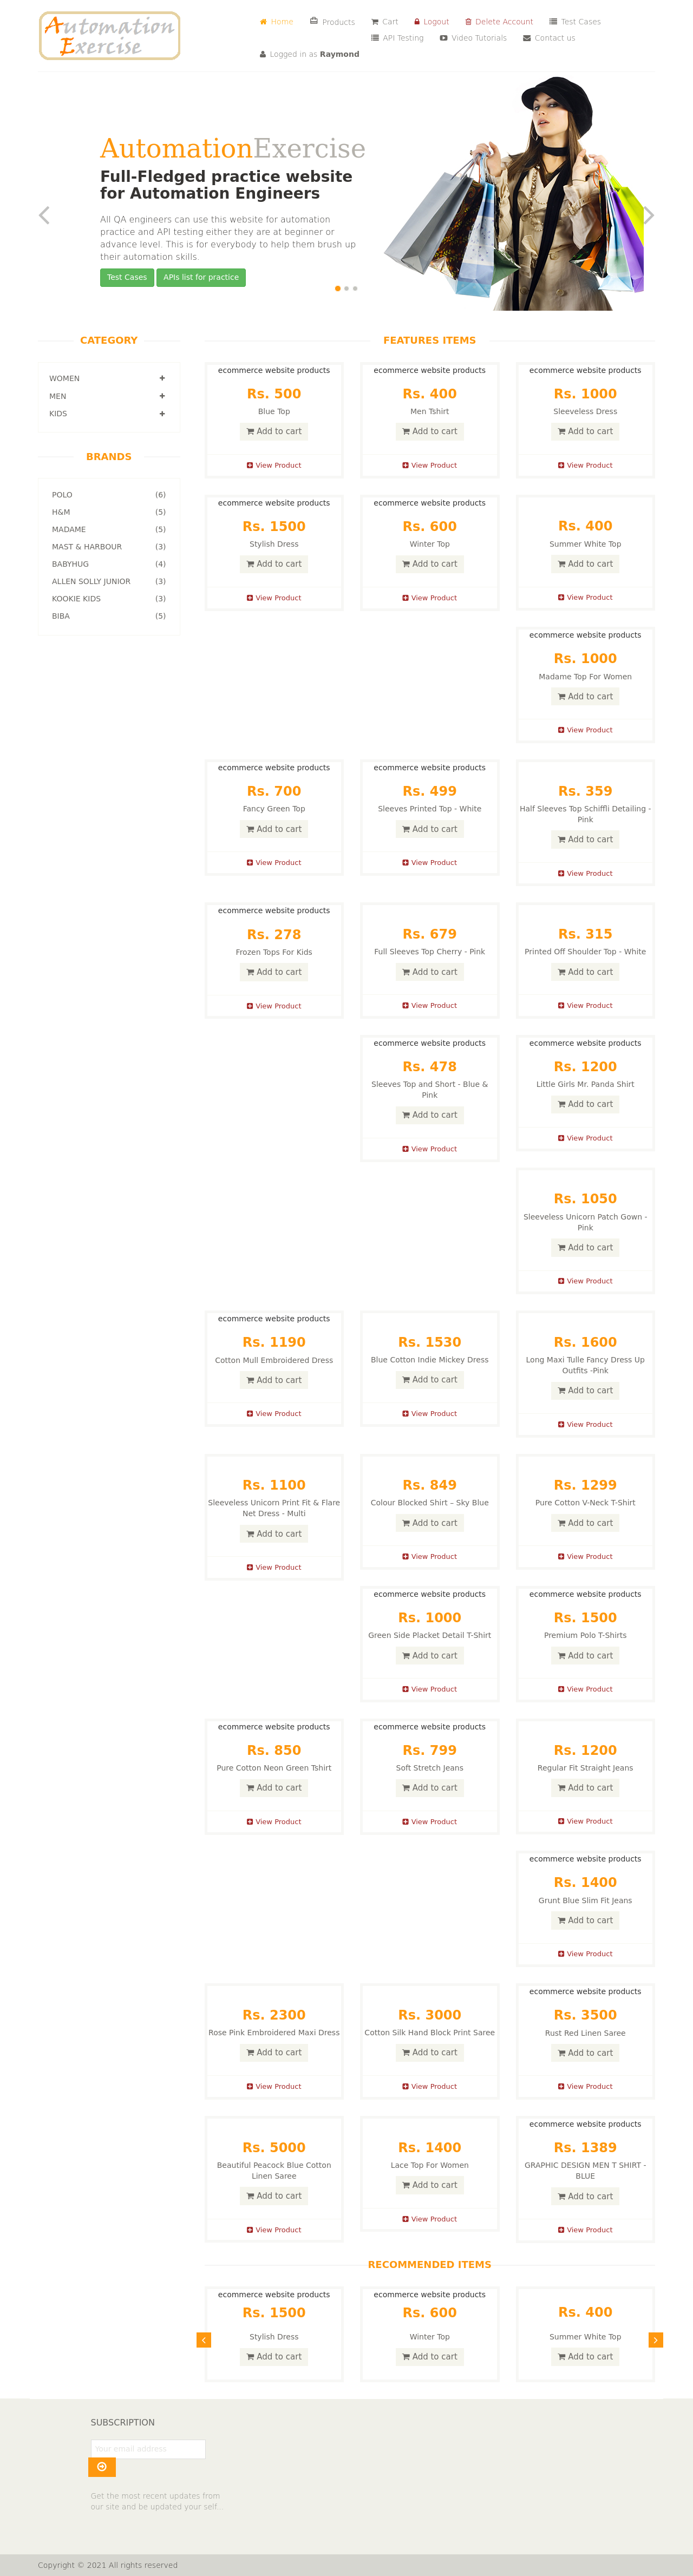 Automation
Exercise
Home
Products
Cart
Logout
Delete Account
Test Cases
API Testing
Video Tutorials
Contact us
Logged in as Raymond
AutomationExercise
Full-Fledged practice website
for Automation Engineers
All QA engineers can use this website for automation
practice and API testing either they are at beginner or
advance level. This is for everybody to help them brush up
their automation skills.
Test Cases
APIs list for practice
CATEGORY
WOMEN
MEN
KIDS
BRANDS
POLO (6)
H&M (5)
MADAME (5)
MAST & HARBOUR (3)
BABYHUG (4)
ALLEN SOLLY JUNIOR (3)
KOOKIE KIDS (3)
BIBA (5)
FEATURES ITEMS
ecommerce website products
Rs. 500
Blue Top
Add to cart
View Product
ecommerce website products
Rs. 400
Men Tshirt
Add to cart
View Product
ecommerce website products
Rs. 1000
Sleeveless Dress
Add to cart
View Product
ecommerce website products
Rs. 1500
Stylish Dress
Add to cart
View Product
ecommerce website products
Rs. 600
Winter Top
Add to cart
View Product
Rs. 400
Summer White Top
Add to cart
View Product
ecommerce website products
Rs. 1000
Madame Top For Women
Add to cart
View Product
ecommerce website products
Rs. 700
Fancy Green Top
Add to cart
View Product
ecommerce website products
Rs. 499
Sleeves Printed Top - White
Add to cart
View Product
Rs. 359
Half Sleeves Top Schiffli Detailing -
Pink
Add to cart
View Product
ecommerce website products
Rs. 278
Frozen Tops For Kids
Add to cart
View Product
Rs. 679
Full Sleeves Top Cherry - Pink
Add to cart
View Product
Rs. 315
Printed Off Shoulder Top - White
Add to cart
View Product
ecommerce website products
Rs. 478
Sleeves Top and Short - Blue &
Pink
Add to cart
View Product
ecommerce website products
Rs. 1200
Little Girls Mr. Panda Shirt
Add to cart
View Product
Rs. 1050
Sleeveless Unicorn Patch Gown -
Pink
Add to cart
View Product
ecommerce website products
Rs. 1190
Cotton Mull Embroidered Dress
Add to cart
View Product
Rs. 1530
Blue Cotton Indie Mickey Dress
Add to cart
View Product
Rs. 1600
Long Maxi Tulle Fancy Dress Up
Outfits -Pink
Add to cart
View Product
Rs. 1100
Sleeveless Unicorn Print Fit & Flare
Net Dress - Multi
Add to cart
View Product
Rs. 849
Colour Blocked Shirt – Sky Blue
Add to cart
View Product
Rs. 1299
Pure Cotton V-Neck T-Shirt
Add to cart
View Product
ecommerce website products
Rs. 1000
Green Side Placket Detail T-Shirt
Add to cart
View Product
ecommerce website products
Rs. 1500
Premium Polo T-Shirts
Add to cart
View Product
ecommerce website products
Rs. 850
Pure Cotton Neon Green Tshirt
Add to cart
View Product
ecommerce website products
Rs. 799
Soft Stretch Jeans
Add to cart
View Product
Rs. 1200
Regular Fit Straight Jeans
Add to cart
View Product
ecommerce website products
Rs. 1400
Grunt Blue Slim Fit Jeans
Add to cart
View Product
Rs. 2300
Rose Pink Embroidered Maxi Dress
Add to cart
View Product
Rs. 3000
Cotton Silk Hand Block Print Saree
Add to cart
View Product
ecommerce website products
Rs. 3500
Rust Red Linen Saree
Add to cart
View Product
Rs. 5000
Beautiful Peacock Blue Cotton
Linen Saree
Add to cart
View Product
Rs. 1400
Lace Top For Women
Add to cart
View Product
ecommerce website products
Rs. 1389
GRAPHIC DESIGN MEN T SHIRT -
BLUE
Add to cart
View Product
RECOMMENDED ITEMS
ecommerce website products
Rs. 1500
Stylish Dress
Add to cart
ecommerce website products
Rs. 600
Winter Top
Add to cart
Rs. 400
Summer White Top
Add to cart
SUBSCRIPTION
Your email address
Get the most recent updates from
our site and be updated your self...
Copyright © 2021 All rights reserved